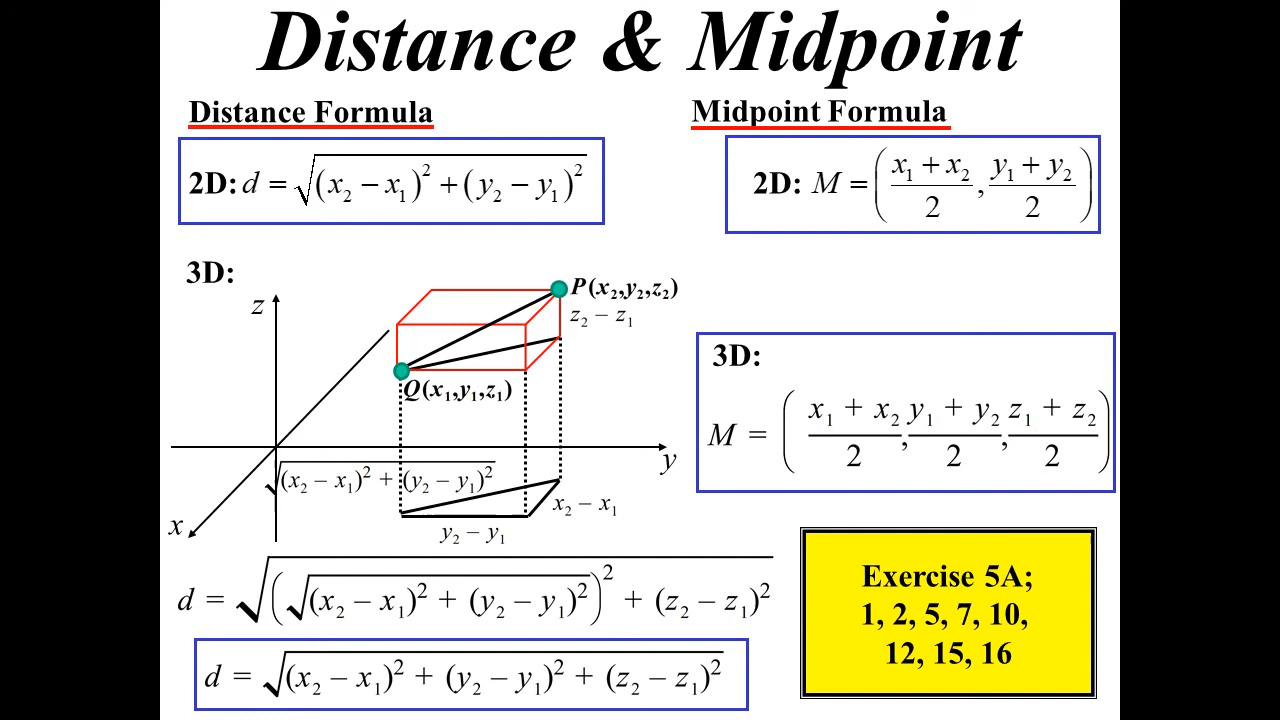 Distance & Midpoint
Distance Formula
2D: d = √((x₂ − x₁)² + (y₂ − y₁)²)
Midpoint Formula
2D: M = ((x₁ + x₂)/2, (y₁ + y₂)/2)
3D:
z
P(x₂,y₂,z₂)
z₂ − z₁
Q(x₁,y₁,z₁)
y
√((x₂ − x₁)² + (y₂ − y₁)²)
x₂ − x₁
x
y₂ − y₁
3D:
M = ((x₁ + x₂)/2, (y₁ + y₂)/2, (z₁ + z₂)/2)
d = √((√((x₂ − x₁)² + (y₂ − y₁)²))² + (z₂ − z₁)²)
d = √((x₂ − x₁)² + (y₂ − y₁)² + (z₂ − z₁)²)
Exercise 5A;
1, 2, 5, 7, 10,
12, 15, 16